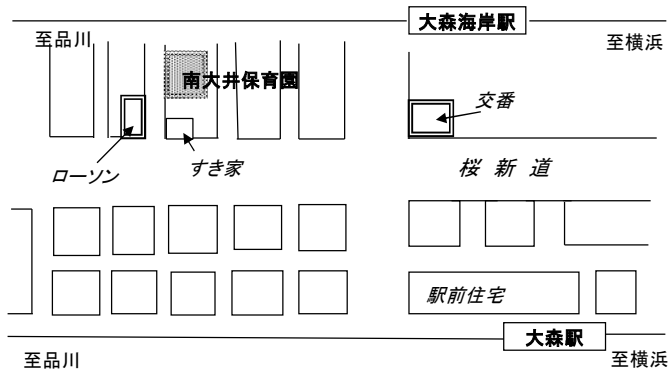 大森海岸駅
至品川
至横浜
南大井保育園
交番
ローソン
すき家
桜新道
駅前住宅
大森駅
至品川
至横浜